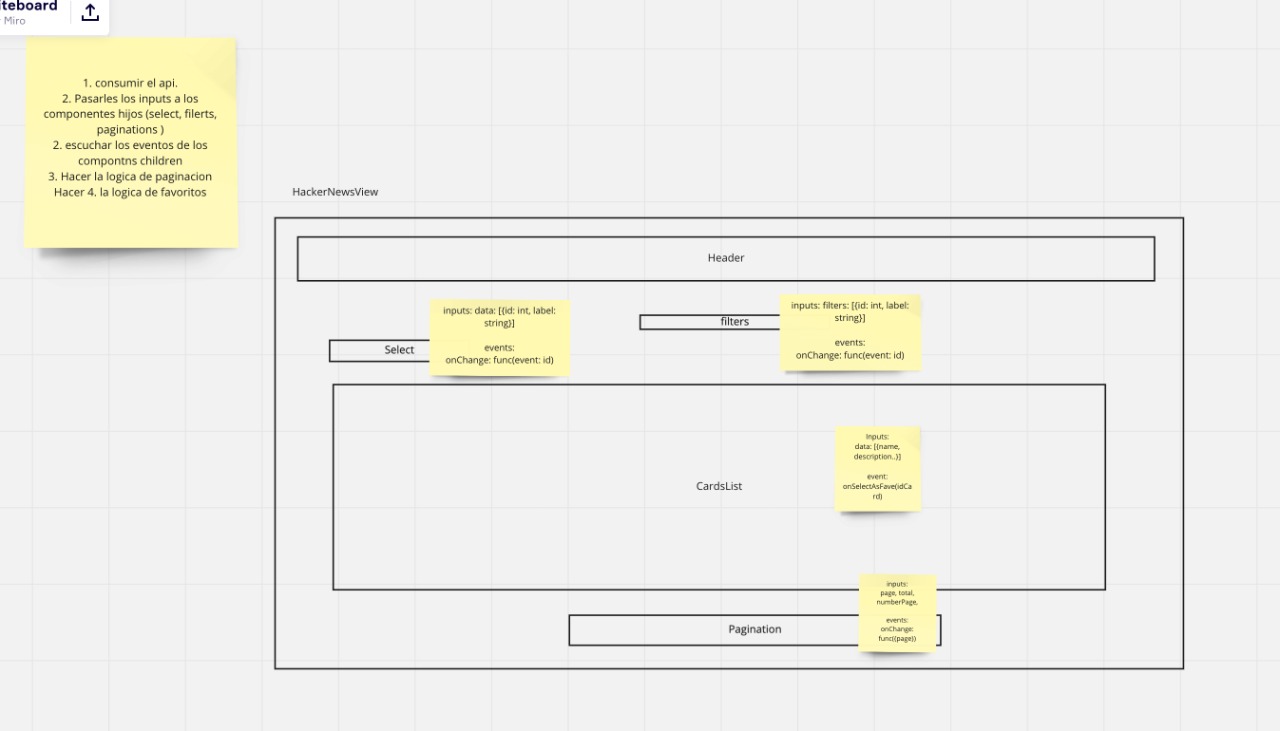 iteboard
Miro
1. consumir el api.
2. Pasarles los inputs a los
componentes hijos (select, filerts,
paginations )
2. escuchar los eventos de los
compontns children
3. Hacer la logica de paginacion
Hacer 4. la logica de favoritos
HackerNewsView
Header
inputs: data: [{id: int, label:
string}]
events:
onChange: func(event: id)
Select
filters
inputs: filters: [{id: int, label:
string}]
events:
onChange: func(event: id)
CardsList
Inputs:
data: [{name,
description..}]
event:
onSelectAsFave(idCa
rd)
Pagination
inputs:
page, total,
numberPage,
events:
onChange:
func({page})